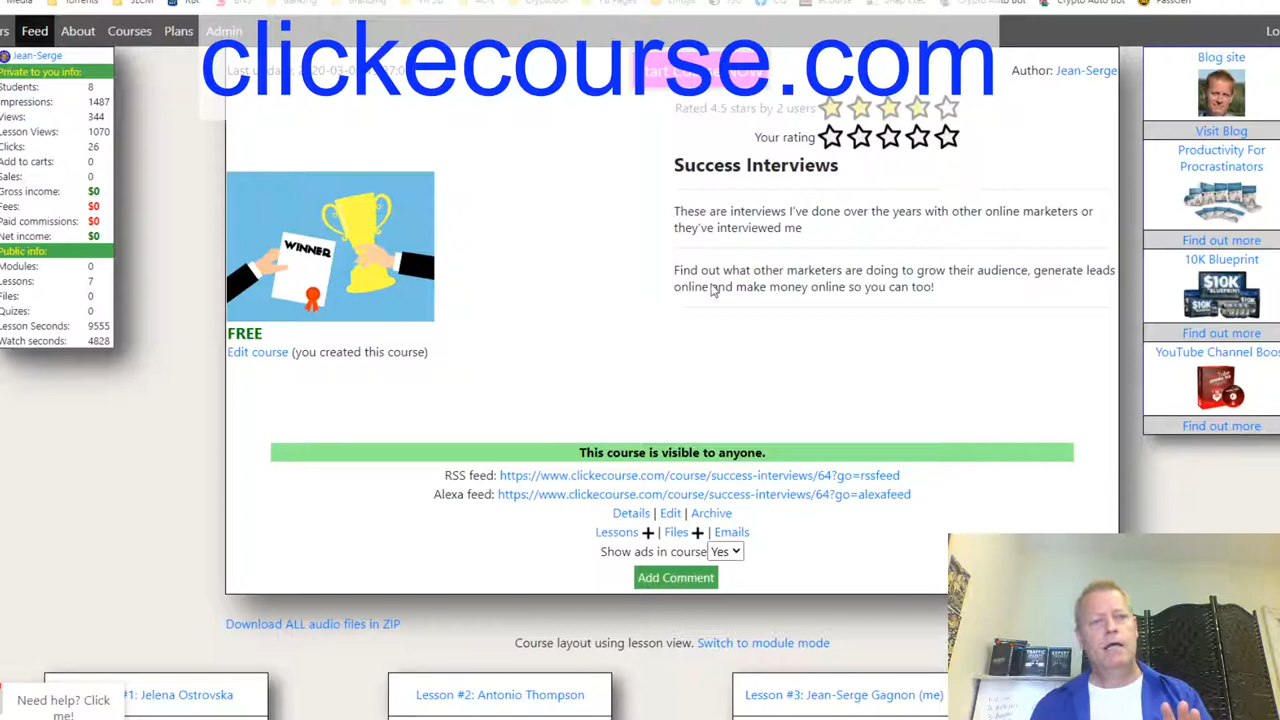 Feed About Courses Plans Admin
clickecourse.com
Jean-Serge
Private to you info:
Students: 8
Impressions: 1487
Views: 344
Lesson Views: 1070
Clicks: 26
Add to carts: 0
Sales: 0
Gross income: $0
Fees: $0
Paid commissions: $0
Net income: $0
Public info:
Modules: 0
Lessons: 7
Files: 0
Quizes: 0
Lesson Seconds: 9555
Watch seconds: 4828
Author: Jean-Serge
Rated 4.5 stars by 2 users
Your rating
Success Interviews
These are interviews I've done over the years with other online marketers or
they've interviewed me
Find out what other marketers are doing to grow their audience, generate leads
online and make money online so you can too!
WINNER
FREE
Edit course (you created this course)
This course is visible to anyone.
RSS feed: https://www.clickecourse.com/course/success-interviews/64?go=rssfeed
Alexa feed: https://www.clickecourse.com/course/success-interviews/64?go=alexafeed
Details | Edit | Archive
Lessons | Files | Emails
Show ads in course Yes
Add Comment
Download ALL audio files in ZIP
Course layout using lesson view. Switch to module mode
#1: Jelena Ostrovska
Lesson #2: Antonio Thompson
Lesson #3: Jean-Serge Gagnon (me)
Need help? Click
me!
Blog site
Visit Blog
Productivity For
Procrastinators
Find out more
10K Blueprint
$10K
Find out more
YouTube Channel Boos
Find out more